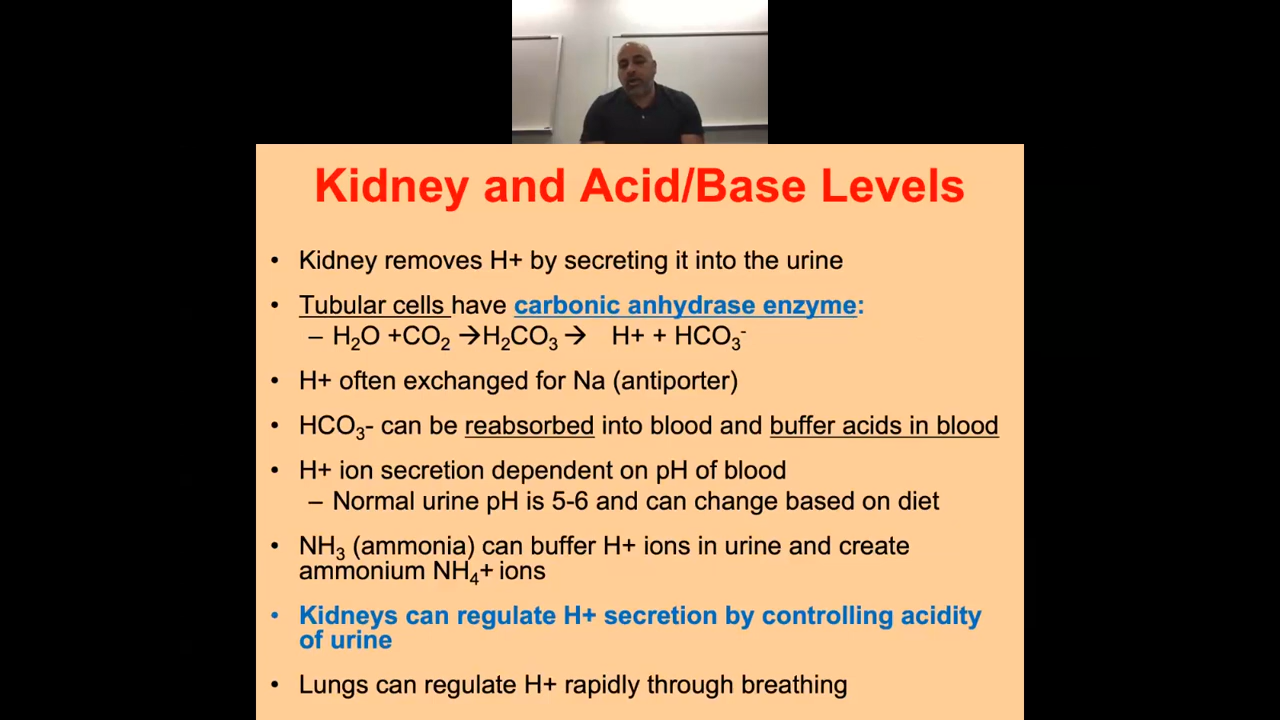 Kidney and Acid/Base Levels
• Kidney removes H+ by secreting it into the urine
• Tubular cells have carbonic anhydrase enzyme:
– H₂O +CO₂ →H₂CO₃→ H+ + HCO₃⁻
• H+ often exchanged for Na (antiporter)
• HCO₃- can be reabsorbed into blood and buffer acids in blood
• H+ ion secretion dependent on pH of blood
– Normal urine pH is 5-6 and can change based on diet
• NH₃ (ammonia) can buffer H+ ions in urine and create
ammonium NH₄+ ions
• Kidneys can regulate H+ secretion by controlling acidity
of urine
• Lungs can regulate H+ rapidly through breathing